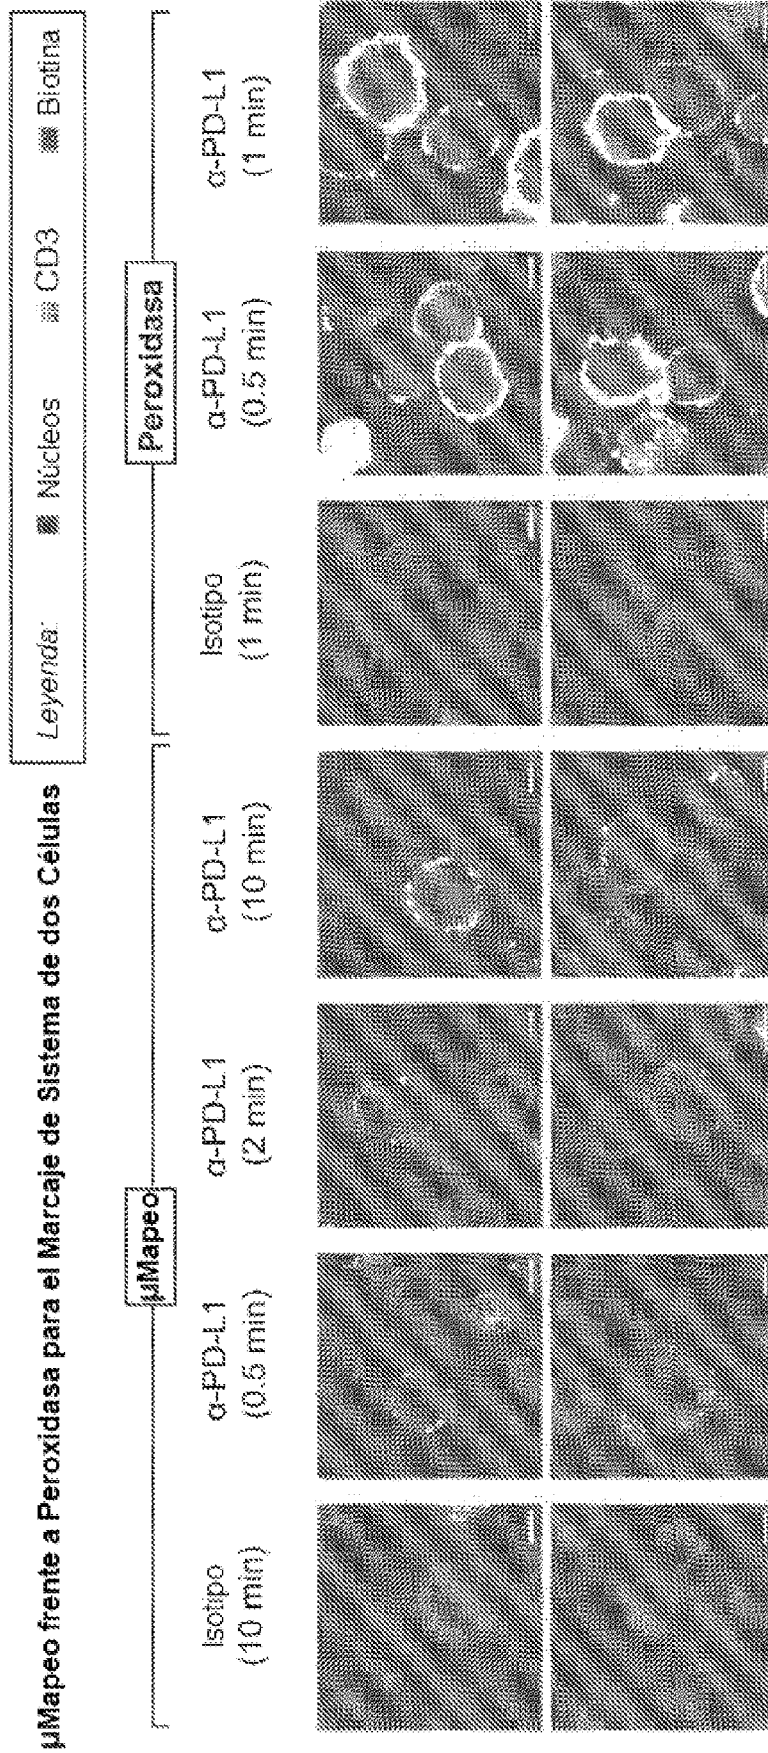 µMapeo frente a Peroxidasa para el Marcaje de Sistema de dos Células
Leyenda: Núcleos CD3 Biotina
µMapeo Peroxidasa
Isotipo α-PD-L1 α-PD-L1 α-PD-L1 Isotipo α-PD-L1 α-PD-L1
(10 min) (0.5 min) (2 min) (10 min) (1 min) (0.5 min) (1 min)